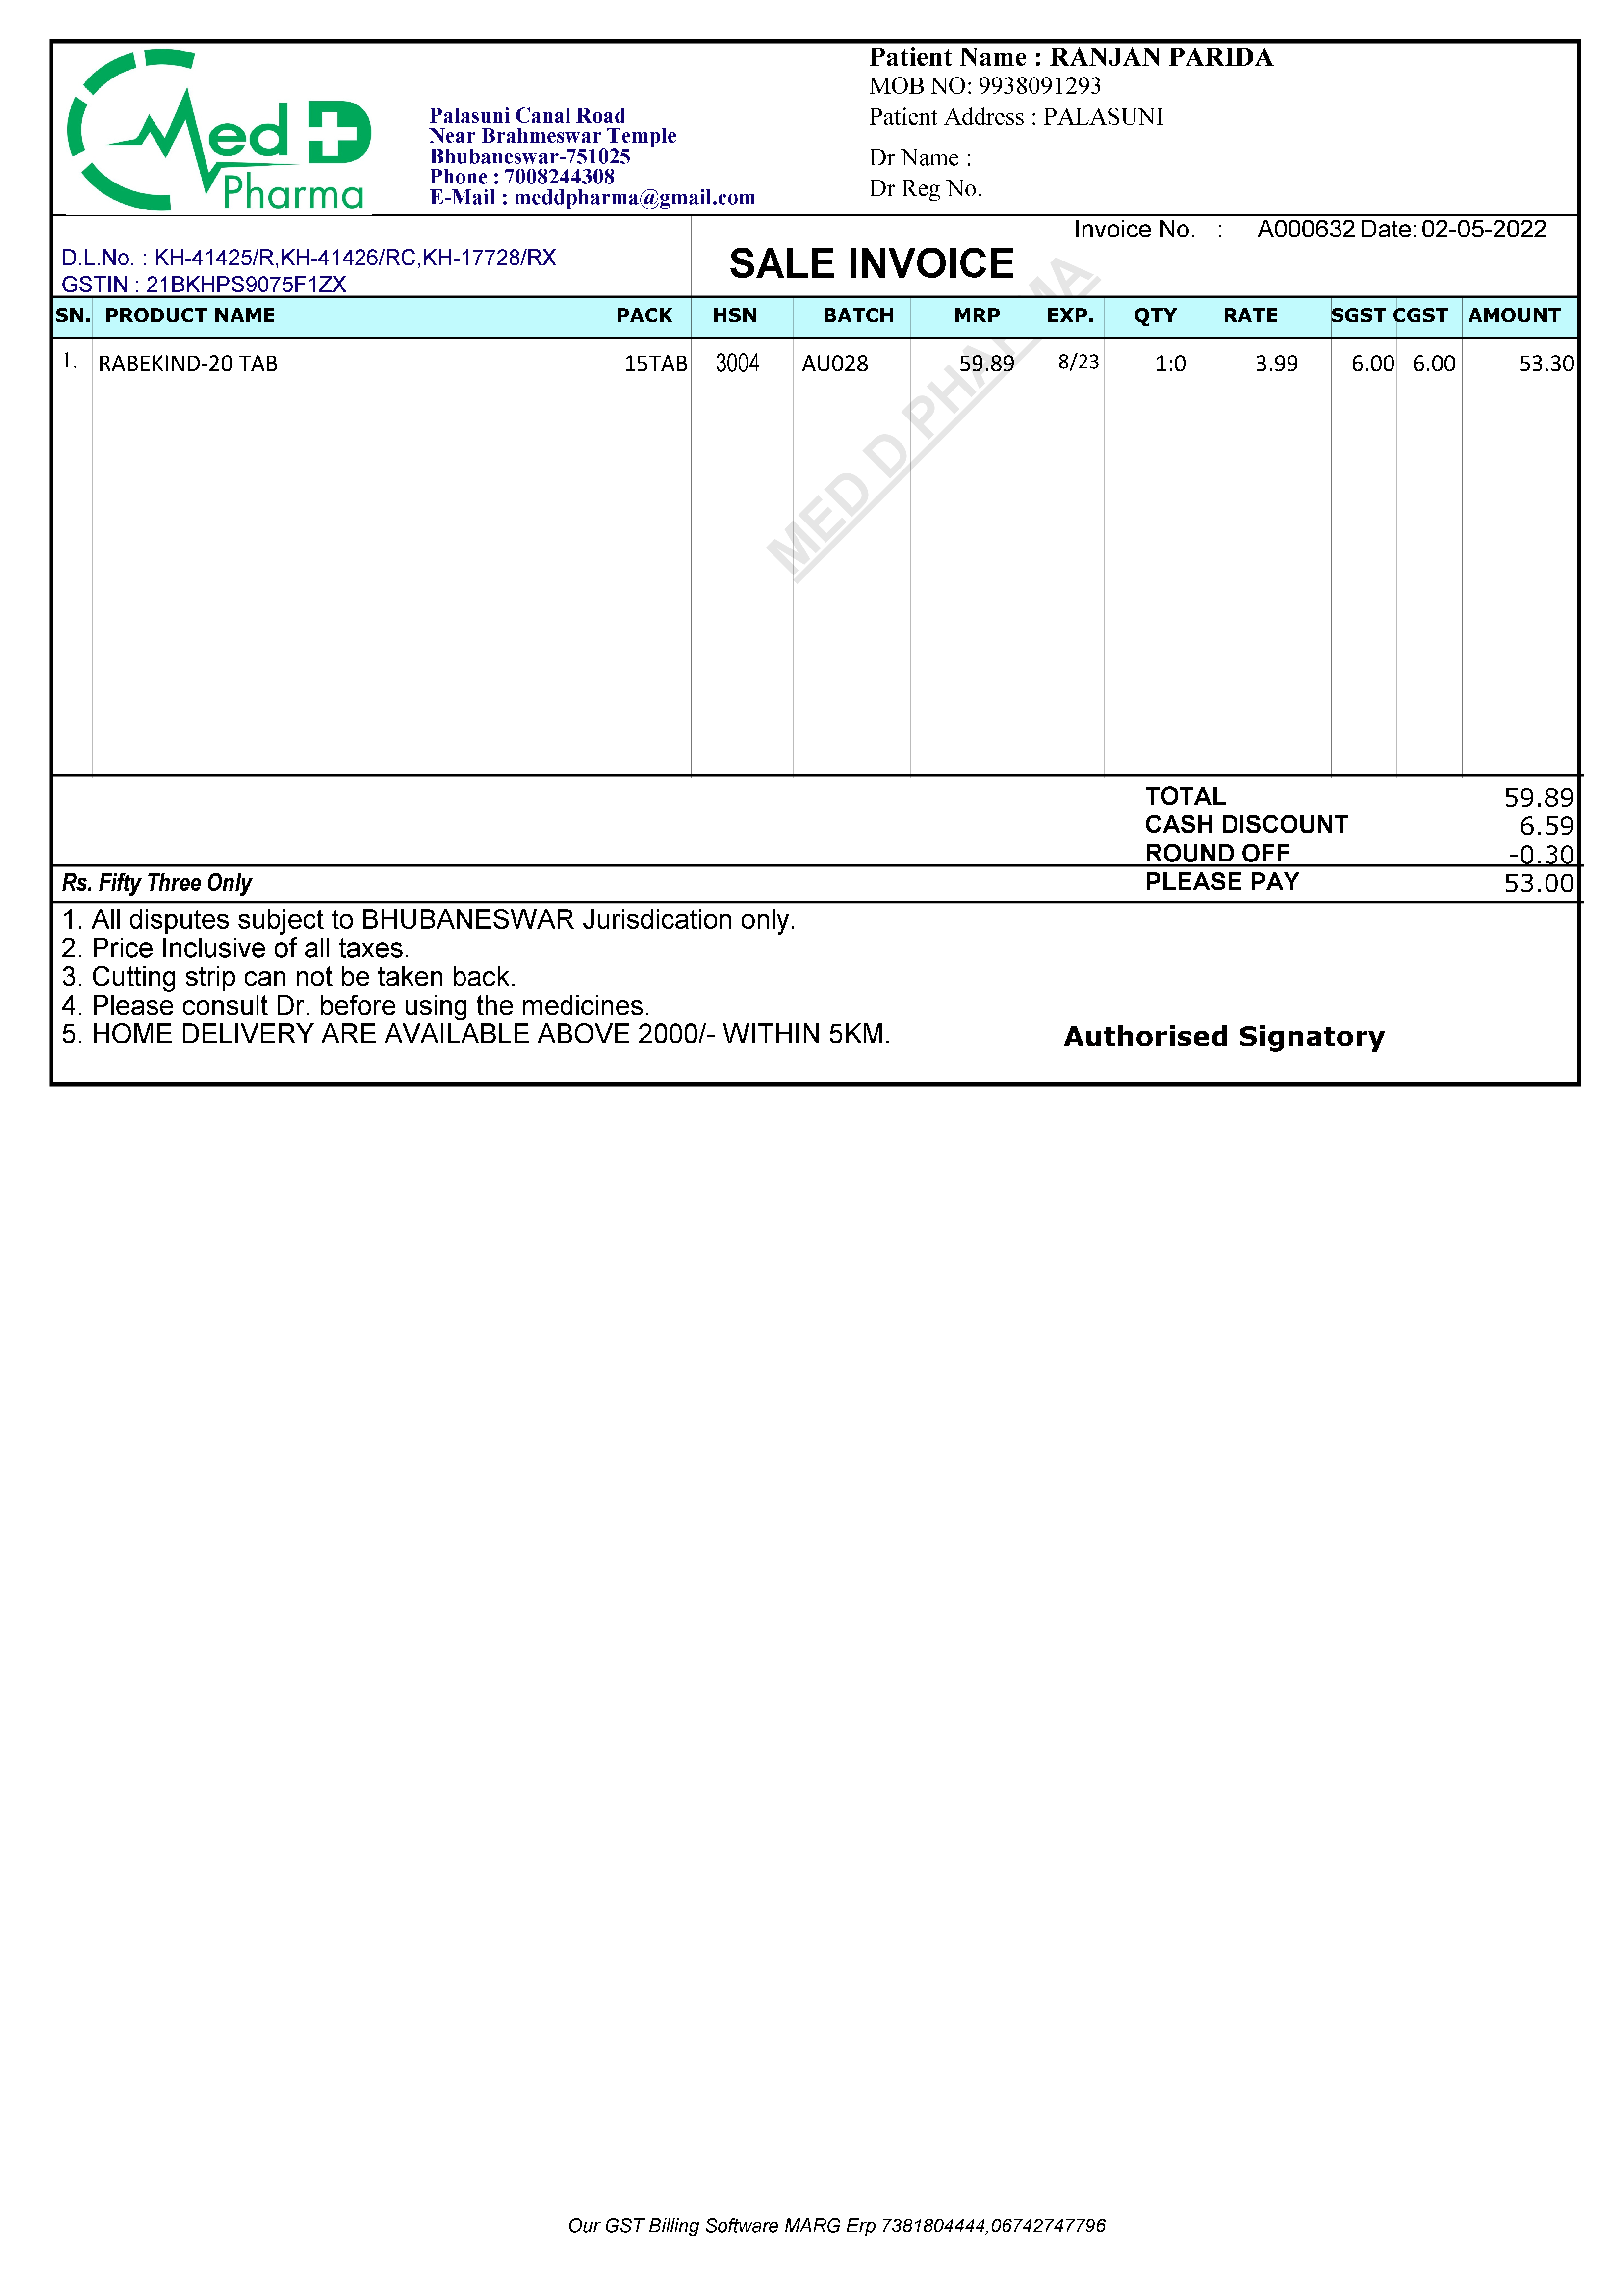 Med D
Pharma
Palasuni Canal Road
Near Brahmeswar Temple
Bhubaneswar-751025
Phone : 7008244308
E-Mail : meddpharma@gmail.com
Patient Name : RANJAN PARIDA
MOB NO: 9938091293
Patient Address : PALASUNI
Dr Name :
Dr Reg No.
D.L.No. : KH-41425/R,KH-41426/RC,KH-17728/RX
GSTIN : 21BKHPS9075F1ZX
SALE INVOICE
Invoice No. : A000632 Date: 02-05-2022
SN. PRODUCT NAME PACK HSN BATCH MRP EXP. QTY RATE SGST CGST AMOUNT
1. RABEKIND-20 TAB 15TAB 3004 AU028 59.89 8/23 1:0 3.99 6.00 6.00 53.30
MED D PHARMA
TOTAL 59.89
CASH DISCOUNT 6.59
ROUND OFF -0.30
Rs. Fifty Three Only PLEASE PAY 53.00
1. All disputes subject to BHUBANESWAR Jurisdication only.
2. Price Inclusive of all taxes.
3. Cutting strip can not be taken back.
4. Please consult Dr. before using the medicines.
5. HOME DELIVERY ARE AVAILABLE ABOVE 2000/- WITHIN 5KM.
Authorised Signatory
Our GST Billing Software MARG Erp 7381804444,06742747796